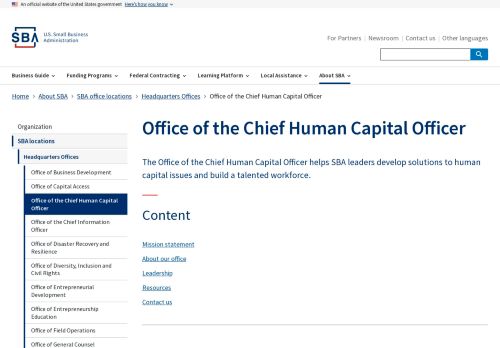 An official website of the United States government Here's how you know
SBA U.S. Small Business
Administration
For Partners Newsroom Contact us Other languages
Business Guide Funding Programs Federal Contracting Learning Platform Local Assistance About SBA
Home › About SBA › SBA office locations › Headquarters Offices › Office of the Chief Human Capital Officer
Organization
SBA locations
Headquarters Offices
Office of Business Development
Office of Capital Access
Office of the Chief Human Capital
Officer
Office of the Chief Information
Officer
Office of Disaster Recovery and
Resilience
Office of Diversity, Inclusion and
Civil Rights
Office of Entrepreneurial
Development
Office of Entrepreneurship
Education
Office of Field Operations
Office of General Counsel
Office of the Chief Human Capital Officer
The Office of the Chief Human Capital Officer helps SBA leaders develop solutions to human
capital issues and build a talented workforce.
Content
Mission statement
About our office
Leadership
Resources
Contact us